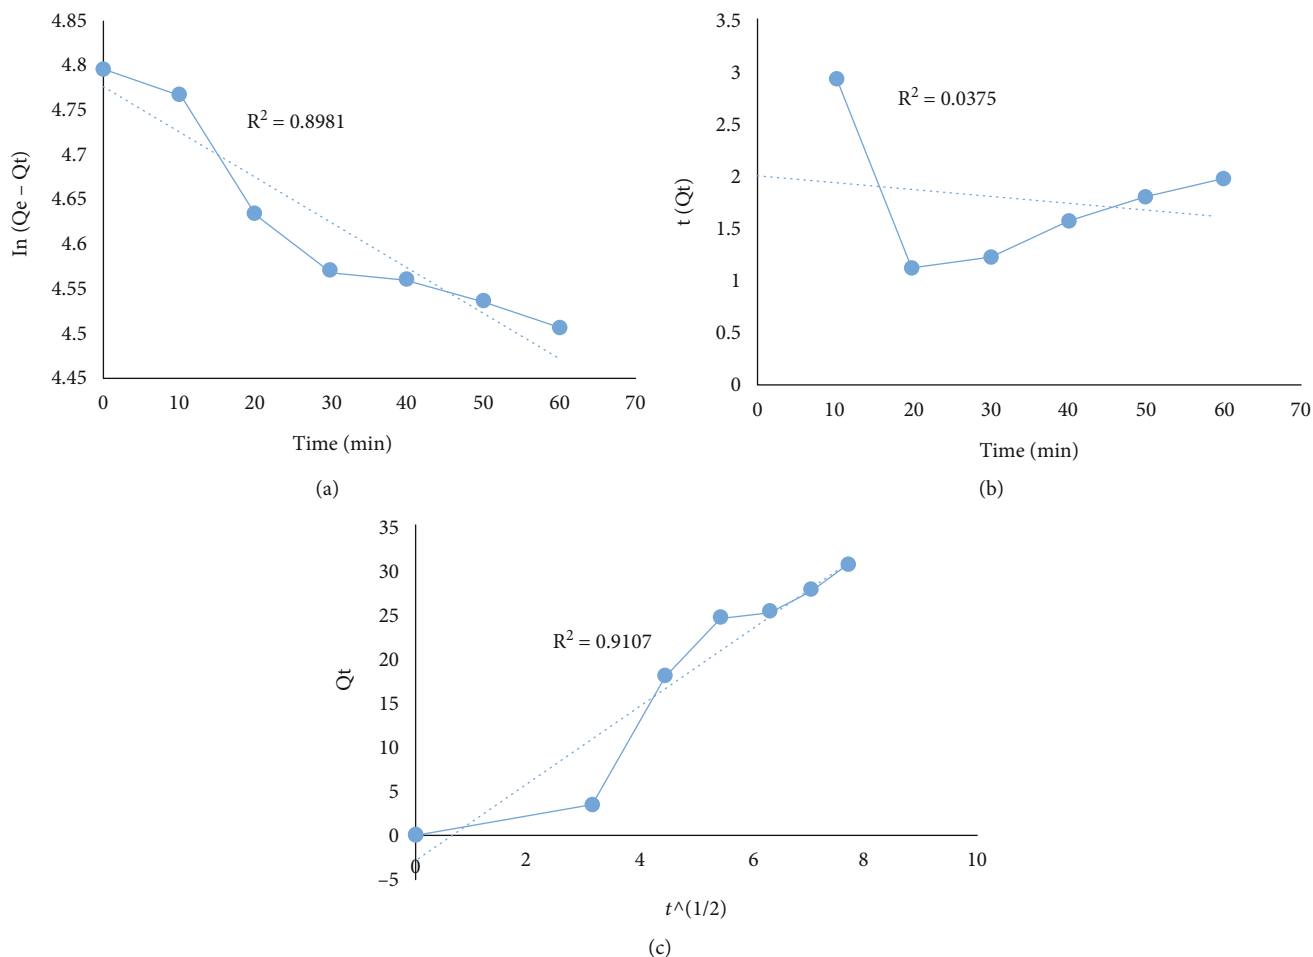 4.85
4.8
4.75
4.7
4.65
4.6
4.55
4.5
4.45
ln (Qe – Qt)
R² = 0.8981
0 10 20 30 40 50 60 70
Time (min)
(a)
3.5
3
2.5
2
1.5
1
0.5
0
t (Qt)
R² = 0.0375
0 10 20 30 40 50 60 70
Time (min)
(b)
35
30
25
20
15
10
5
0
–5
Qt
R² = 0.9107
0 2 4 6 8 10
t^(1/2)
(c)